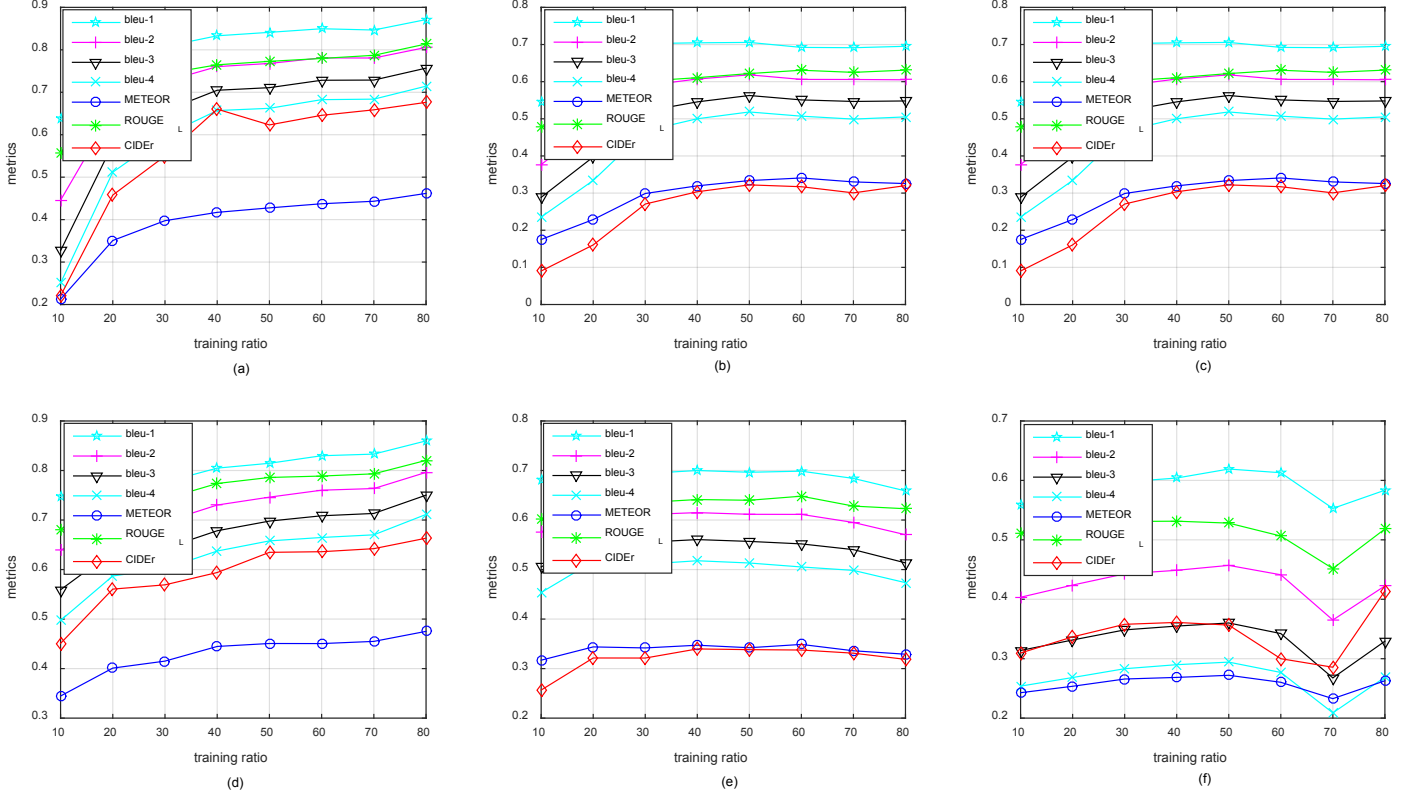 0.9
0.8
0.7
0.6
0.5
0.4
0.3
0.2
metrics
bleu-1
bleu-2
bleu-3
bleu-4
METEOR
ROUGE L
CIDEr
10 20 30 40 50 60 70 80
training ratio
(a)
0.8
0.7
0.6
0.5
0.4
0.3
0.2
0.1
0
metrics
bleu-1
bleu-2
bleu-3
bleu-4
METEOR
ROUGE L
CIDEr
10 20 30 40 50 60 70 80
training ratio
(b)
0.8
0.7
0.6
0.5
0.4
0.3
0.2
0.1
0
metrics
bleu-1
bleu-2
bleu-3
bleu-4
METEOR
ROUGE L
CIDEr
10 20 30 40 50 60 70 80
training ratio
(c)
0.9
0.8
0.7
0.6
0.5
0.4
0.3
metrics
bleu-1
bleu-2
bleu-3
bleu-4
METEOR
ROUGE L
CIDEr
10 20 30 40 50 60 70 80
training ratio
(d)
0.8
0.7
0.6
0.5
0.4
0.3
0.2
metrics
bleu-1
bleu-2
bleu-3
bleu-4
METEOR
ROUGE L
CIDEr
10 20 30 40 50 60 70 80
training ratio
(e)
0.7
0.6
0.5
0.4
0.3
0.2
metrics
bleu-1
bleu-2
bleu-3
bleu-4
METEOR
ROUGE L
CIDEr
10 20 30 40 50 60 70 80
training ratio
(f)